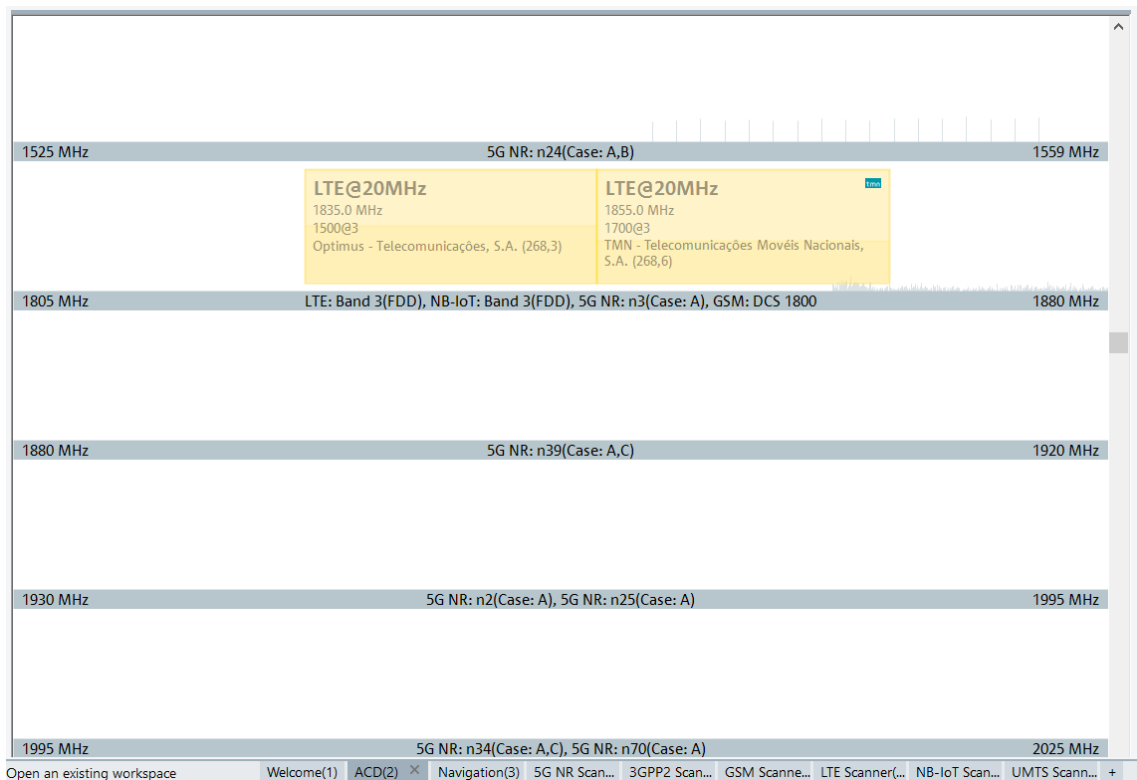 1525 MHz 5G NR: n24(Case: A,B) 1559 MHz
LTE@20MHz
1835.0 MHz
1500@3
Optimus - Telecomunicações, S.A. (268,3)
LTE@20MHz tmn
1855.0 MHz
1700@3
TMN - Telecomunicações Movéis Nacionais,
S.A. (268,6)
1805 MHz LTE: Band 3(FDD), NB-IoT: Band 3(FDD), 5G NR: n3(Case: A), GSM: DCS 1800 1880 MHz
1880 MHz 5G NR: n39(Case: A,C) 1920 MHz
1930 MHz 5G NR: n2(Case: A), 5G NR: n25(Case: A) 1995 MHz
1995 MHz 5G NR: n34(Case: A,C), 5G NR: n70(Case: A) 2025 MHz
Open an existing workspace Welcome(1) ACD(2) × Navigation(3) 5G NR Scan... 3GPP2 Scan... GSM Scanne... LTE Scanner(... NB-IoT Scan... UMTS Scann... +